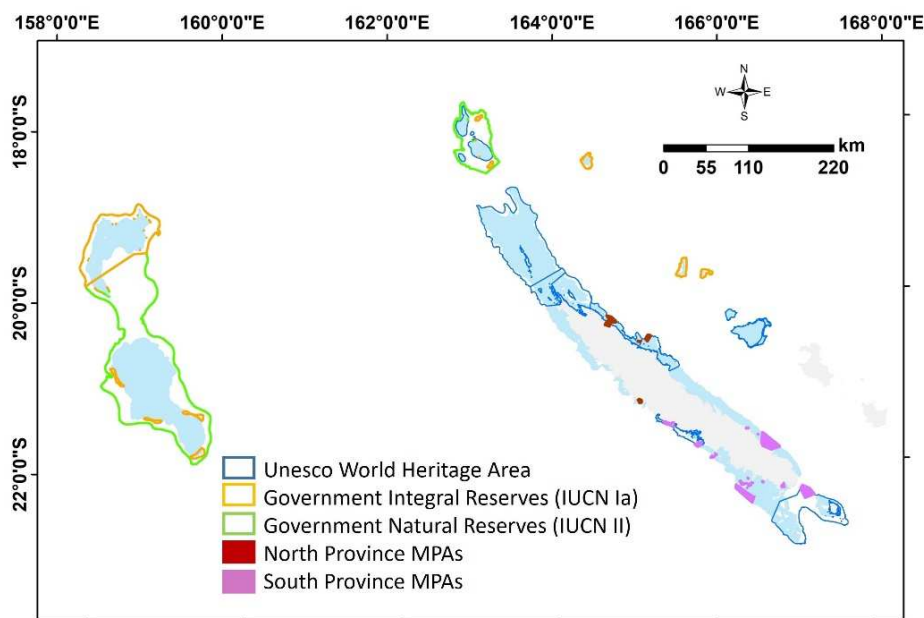 158°0'0"E 160°0'0"E 162°0'0"E 164°0'0"E 166°0'0"E 168°0'0"E
N
W E
S
18°0'0"S
km
0 55 110 220
20°0'0"S
22°0'0"S
Unesco World Heritage Area
Government Integral Reserves (IUCN Ia)
Government Natural Reserves (IUCN II)
North Province MPAs
South Province MPAs